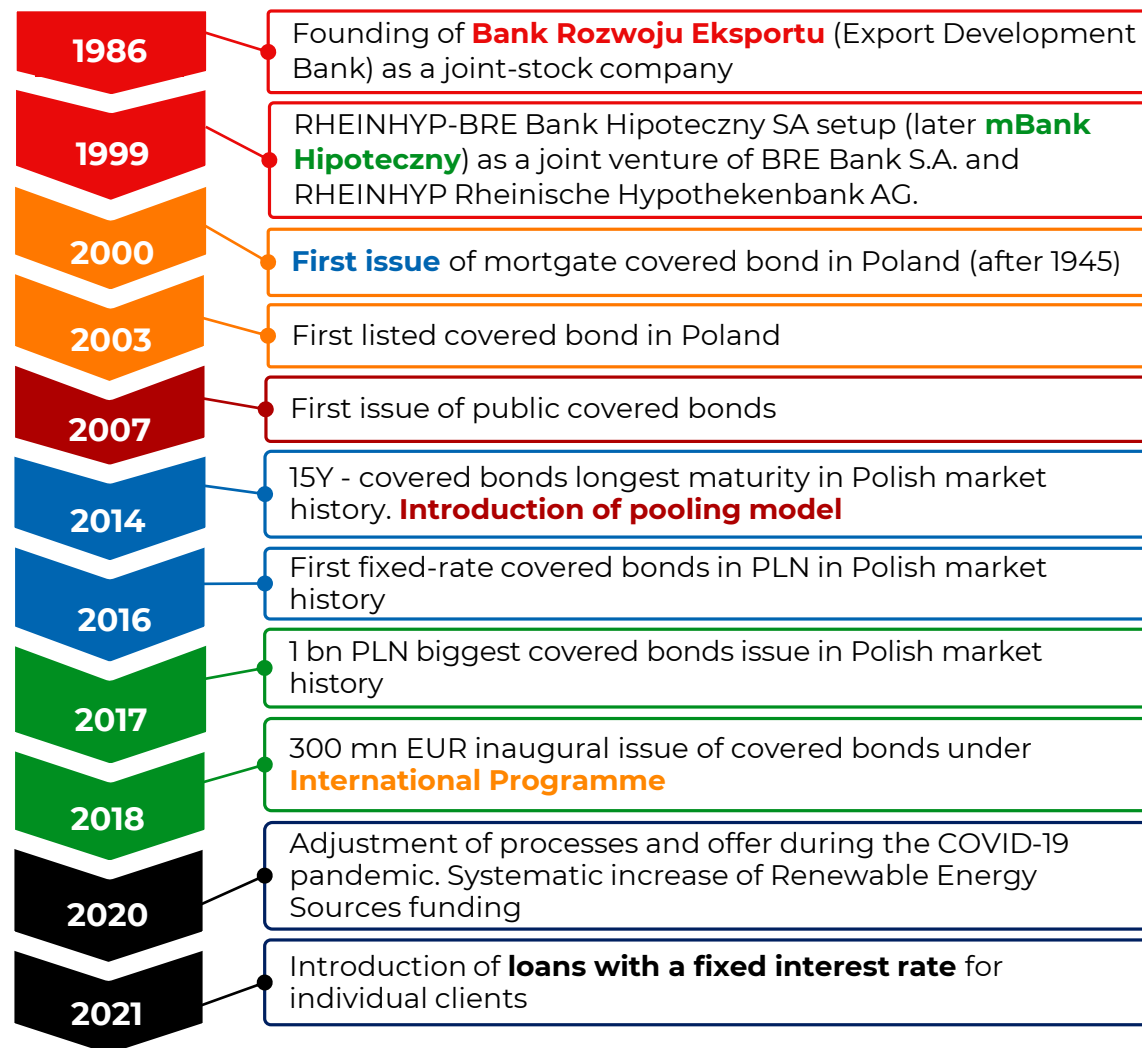 1986
Founding of Bank Rozwoju Eksportu (Export Development
Bank) as a joint-stock company
1999
RHEINHYP-BRE Bank Hipoteczny SA setup (later mBank
Hipoteczny) as a joint venture of BRE Bank S.A. and
RHEINHYP Rheinische Hypothekenbank AG.
2000
First issue of mortgate covered bond in Poland (after 1945)
2003
First listed covered bond in Poland
2007
First issue of public covered bonds
2014
15Y - covered bonds longest maturity in Polish market
history. Introduction of pooling model
2016
First fixed-rate covered bonds in PLN in Polish market
history
2017
1 bn PLN biggest covered bonds issue in Polish market
history
2018
300 mn EUR inaugural issue of covered bonds under
International Programme
2020
Adjustment of processes and offer during the COVID-19
pandemic. Systematic increase of Renewable Energy
Sources funding
2021
Introduction of loans with a fixed interest rate for
individual clients